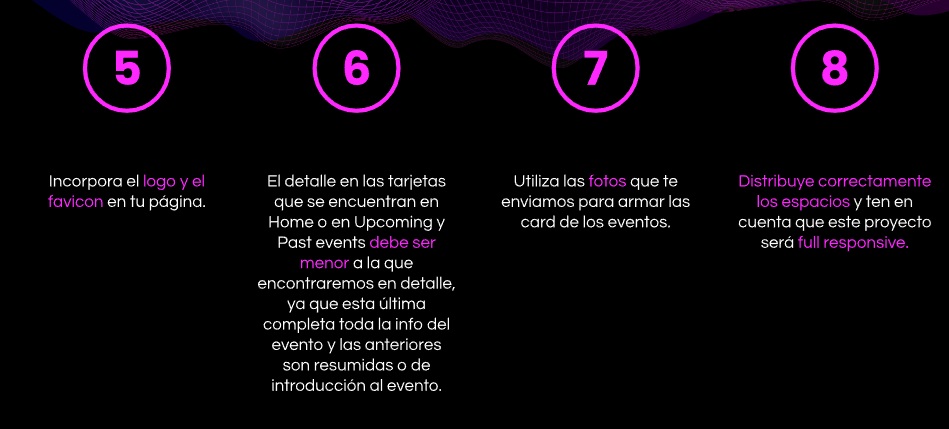 5
Incorpora el logo y el
favicon en tu página.
6
El detalle en las tarjetas
que se encuentran en
Home o en Upcoming y
Past events debe ser
menor a la que
encontraremos en detalle,
ya que esta última
completa toda la info del
evento y las anteriores
son resumidas o de
introducción al evento.
7
Utiliza las fotos que te
enviamos para armar las
card de los eventos.
8
Distribuye correctamente
los espacios y ten en
cuenta que este proyecto
será full responsive.